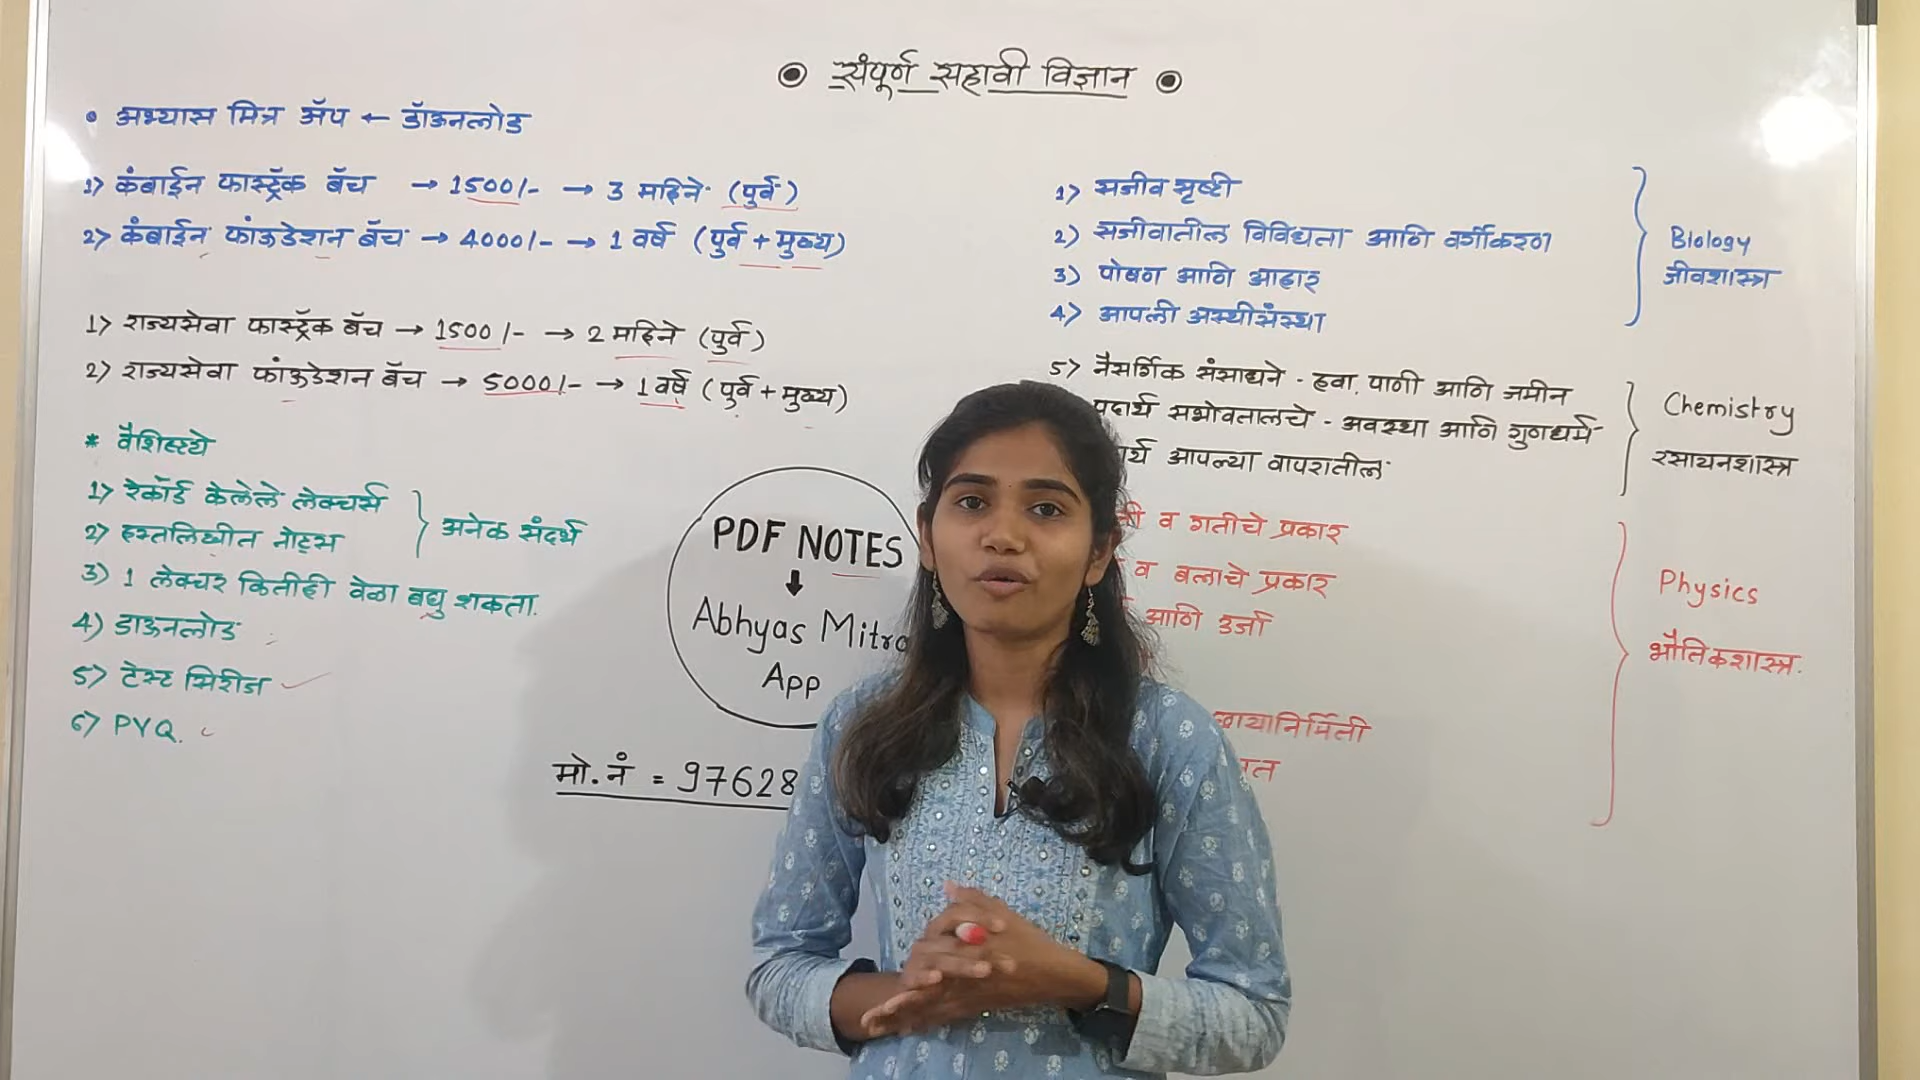 संपूर्ण सहावी विज्ञान
• अभ्यास मित्र ॲप ← डॉऊनलोड
1) कंबाईन फास्ट्रॅक बॅच → 1500/- → 3 महिने (पुर्व)
2) कंबाईन फांऊडेशन बॅच → 4000/- → 1 वर्ष (पुर्व + मुख्य)
1) राज्यसेवा फास्ट्रॅक बॅच → 1500/- → 2 महिने (पुर्व)
2) राज्यसेवा फांऊडेशन बॅच → 5000/- → 1 वर्ष (पुर्व + मुख्य)
* वैशिष्ट्ये
1) रेकॉर्ड केलेले लेक्चर्स
2) हस्तलिखीत नोट्स
अनेक संदर्भ
3) 1 लेक्चर कितीही वेळा बघु शकता.
4) डाऊनलोड
5) टेस्ट सिरीज
6) PYQ.
PDF NOTES
↓
Abhyas Mitra
App
मो. नं = 97628
1) सजीव सृष्टी
2) सजीवातील विविधता आणि वर्गीकरण
3) पोषण आणि आहार
4) आपली अस्थीसंस्था
Biology
जीवशास्त्र
5) नैसर्गिक संसाधने - हवा, पाणी आणि जमीन
पदार्थ सभोवतालचे - अवस्था आणि गुणधर्म
आपल्या वापरातील
Chemistry
रसायनशास्त्र
व गतीचे प्रकार
व बलाचे प्रकार
आणि उर्जा
छायानिर्मिती
Physics
भौतिकशास्त्र.